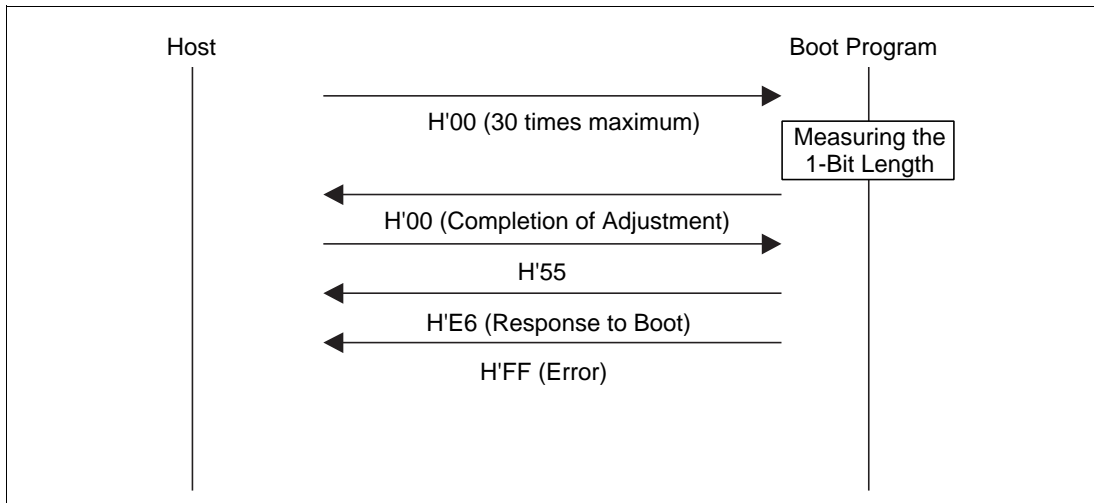 Host
Boot Program
H'00 (30 times maximum)
Measuring the
1-Bit Length
H'00 (Completion of Adjustment)
H'55
H'E6 (Response to Boot)
H'FF (Error)